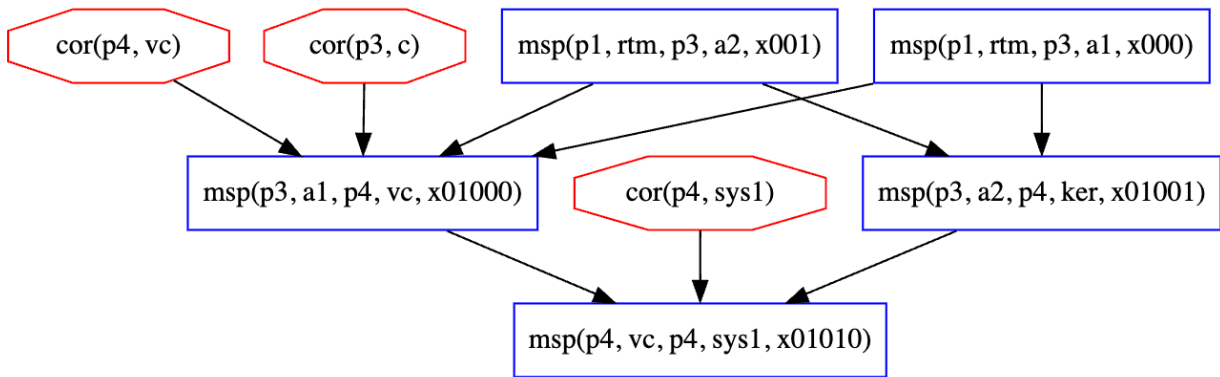 cor(p4, vc)
cor(p3, c)
msp(p1, rtm, p3, a2, x001)
msp(p1, rtm, p3, a1, x000)
msp(p3, a1, p4, vc, x01000)
cor(p4, sys1)
msp(p3, a2, p4, ker, x01001)
msp(p4, vc, p4, sys1, x01010)